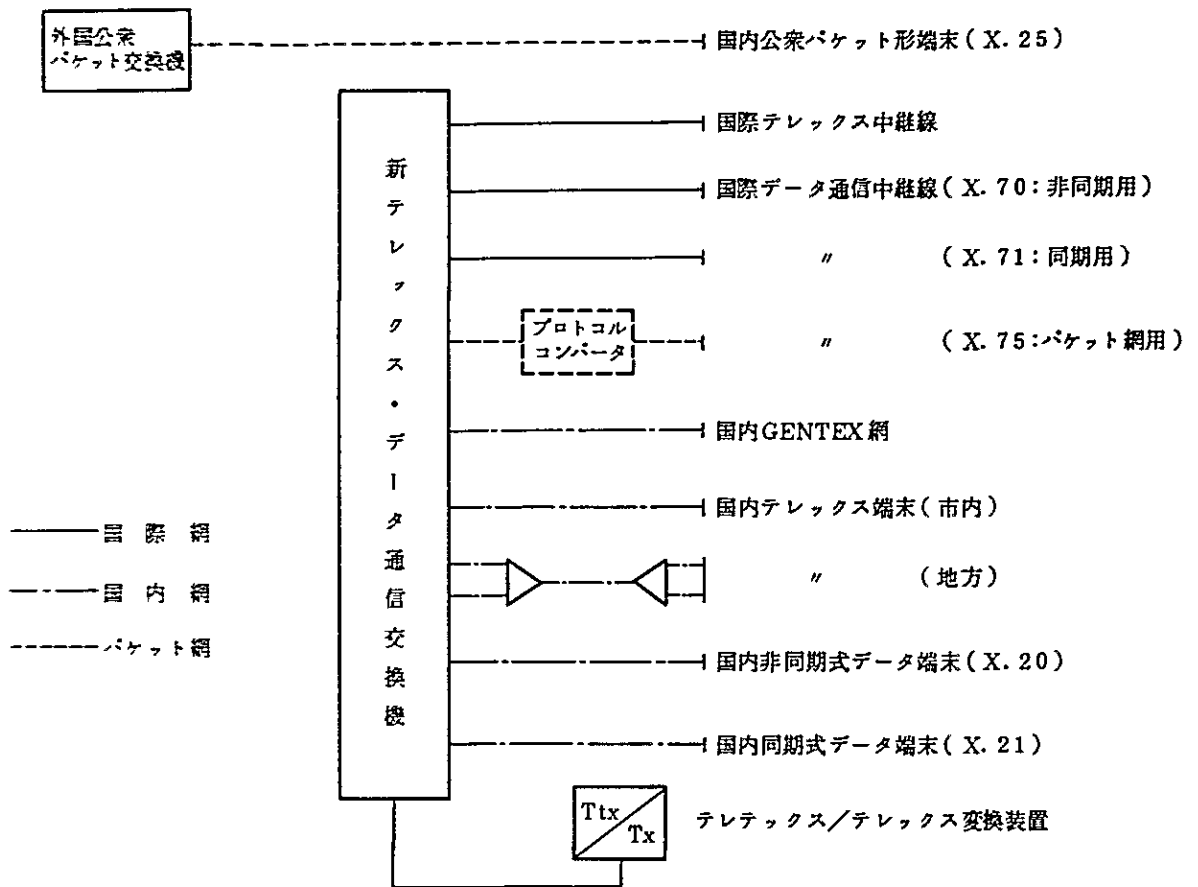 外国公衆
パケット交換機
国内公衆パケット形端末(X.25)
国際テレックス中継線
国際データ通信中継線(X.70:非同期用)
〃 (X.71:同期用)
プロトコル
コンバータ
〃 (X.75:パケット網用)
国内GENTEX網
国内テレックス端末(市内)
〃 (地方)
国内非同期式データ端末(X.20)
国内同期式データ端末(X.21)
新テレックス・データ通信交換機
国際網
国内網
パケット網
Ttx
Tx
テレテックス/テレックス変換装置